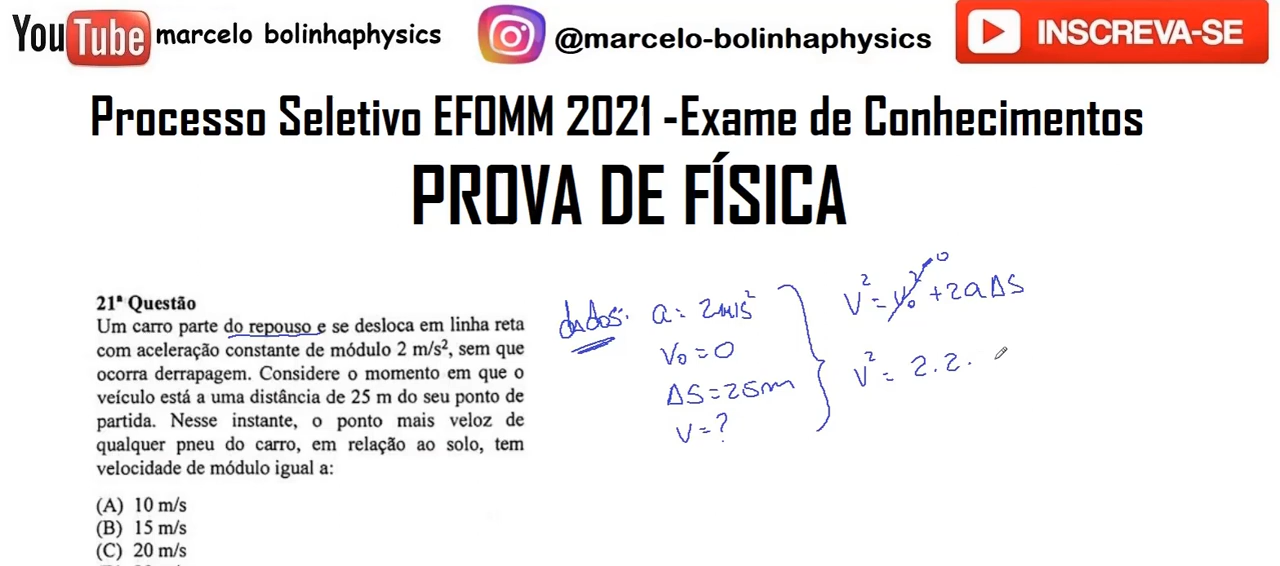 YouTube marcelo bolinhaphysics @marcelo-bolinhaphysics INSCREVA-SE
Processo Seletivo EFOMM 2021 -Exame de Conhecimentos
PROVA DE FÍSICA
21ª Questão
Um carro parte do repouso e se desloca em linha reta
com aceleração constante de módulo 2 m/s², sem que
ocorra derrapagem. Considere o momento em que o
veículo está a uma distância de 25 m do seu ponto de
partida. Nesse instante, o ponto mais veloz de
qualquer pneu do carro, em relação ao solo, tem
velocidade de módulo igual a:
(A) 10 m/s
(B) 15 m/s
(C) 20 m/s
dados: a = 2m/s²
V₀ = 0
ΔS = 25m
V = ?
V² = V₀² 0 + 2aΔS
V² = 2.2.